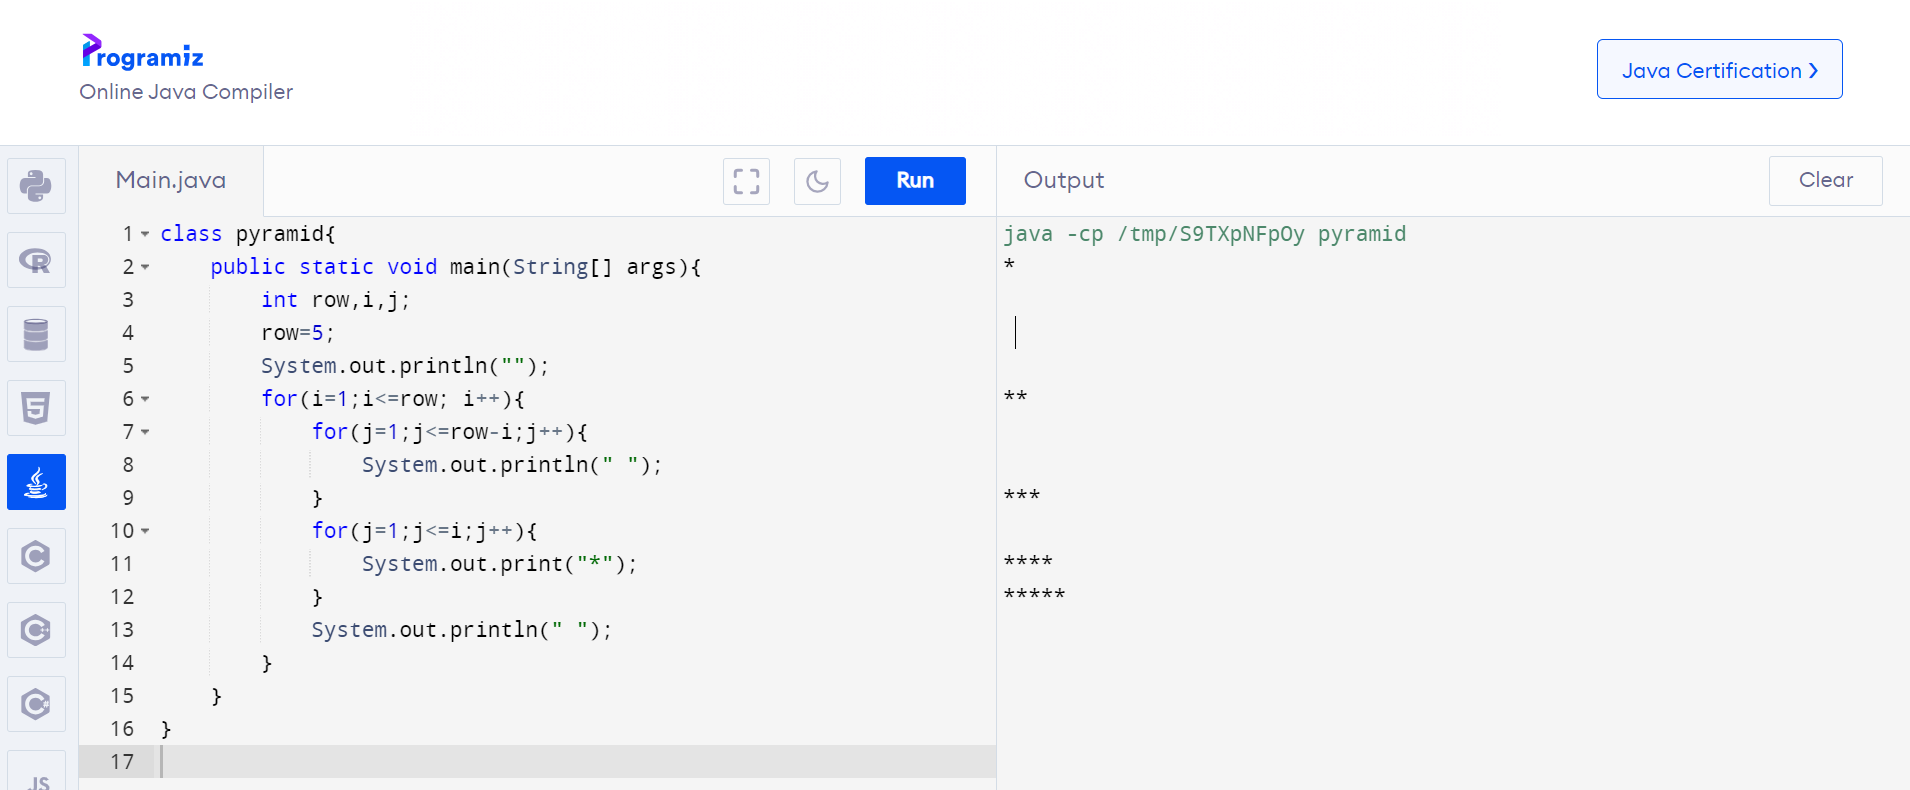 Programiz
Online Java Compiler
Java Certification ›
Main.java
Run
Output
Clear
1 class pyramid{
2     public static void main(String[] args){
3         int row,i,j;
4         row=5;
5         System.out.println("");
6         for(i=1;i<=row; i++){
7             for(j=1;j<=row-i;j++){
8                 System.out.println(" ");
9             }
10             for(j=1;j<=i;j++){
11                 System.out.print("*");
12             }
13             System.out.println(" ");
14         }
15     }
16 }
17
java -cp /tmp/S9TXpNFpOy pyramid
*
**
***
****
*****
R
5
C
C++
C#
JS